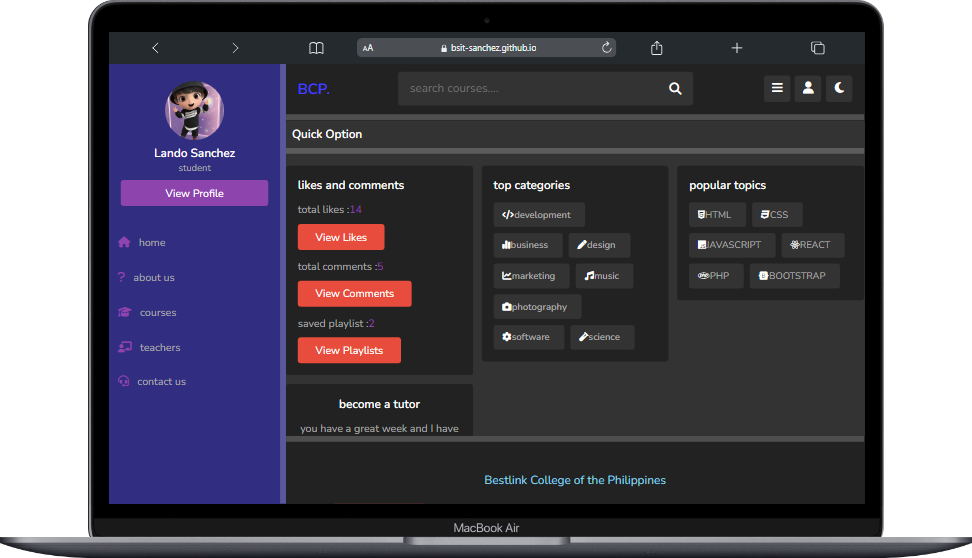 AA
bsit-sanchez.github.io
Lando Sanchez
student
View Profile
home
? about us
courses
teachers
contact us
BCP.
search courses....
Quick Option
likes and comments
total likes :14
View Likes
total comments :5
View Comments
saved playlist :2
View Playlists
become a tutor
you have a great week and I have
top categories
development
business
design
marketing
music
photography
software
science
popular topics
HTML
CSS
JAVASCRIPT
REACT
PHP
BOOTSTRAP
Bestlink College of the Philippines
MacBook Air